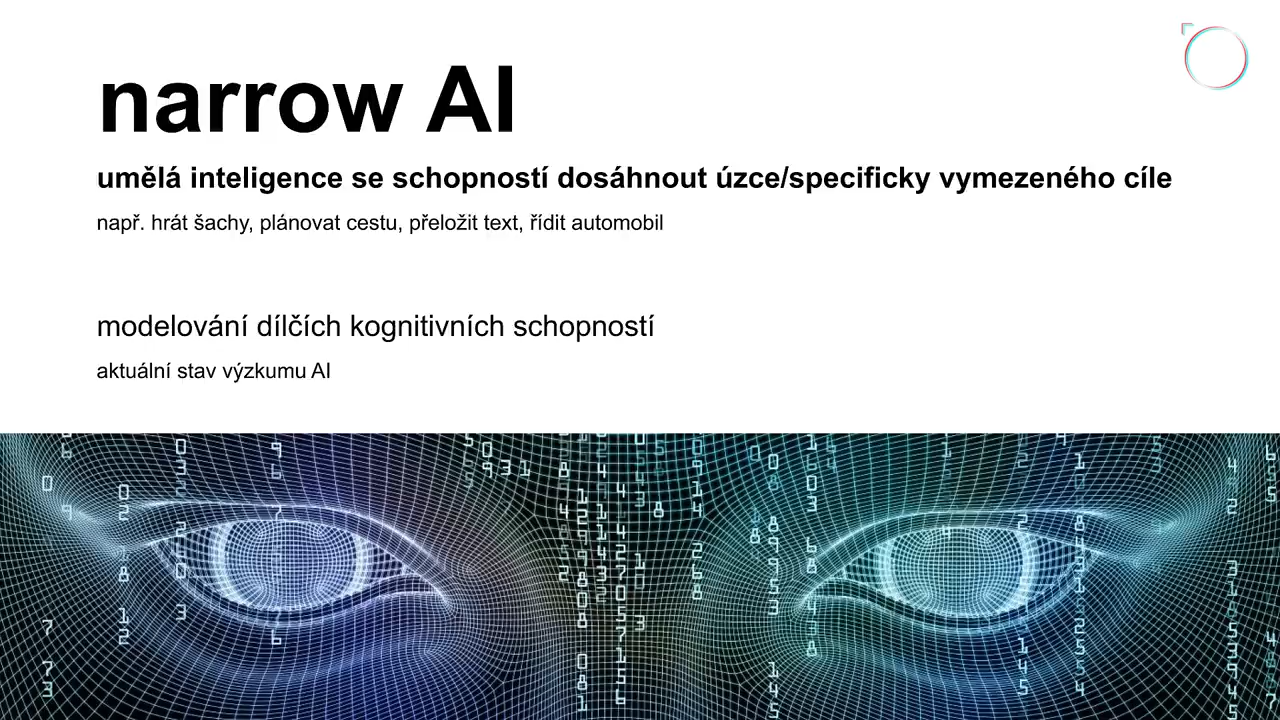 narrow AI
umělá inteligence se schopností dosáhnout úzce/specificky vymezeného cíle
např. hrát šachy, plánovat cestu, přeložit text, řídit automobil
modelování dílčích kognitivních schopností
aktuální stav výzkumu AI